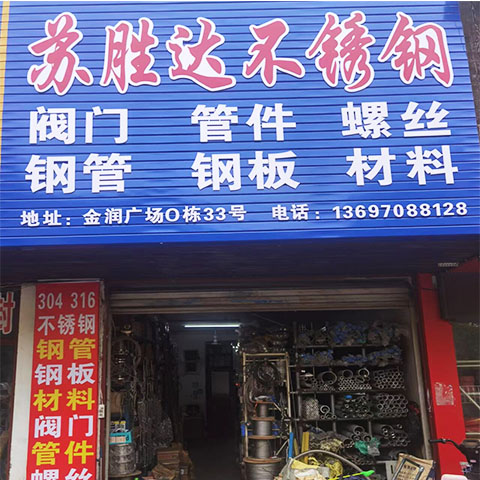 苏胜达不锈钢
阀门 管件 螺丝
钢管 钢板 材料
地址：金润广场O栋33号 电话：13697088128
304 316
不锈钢
钢管
钢板
材料
阀门
管件
螺丝